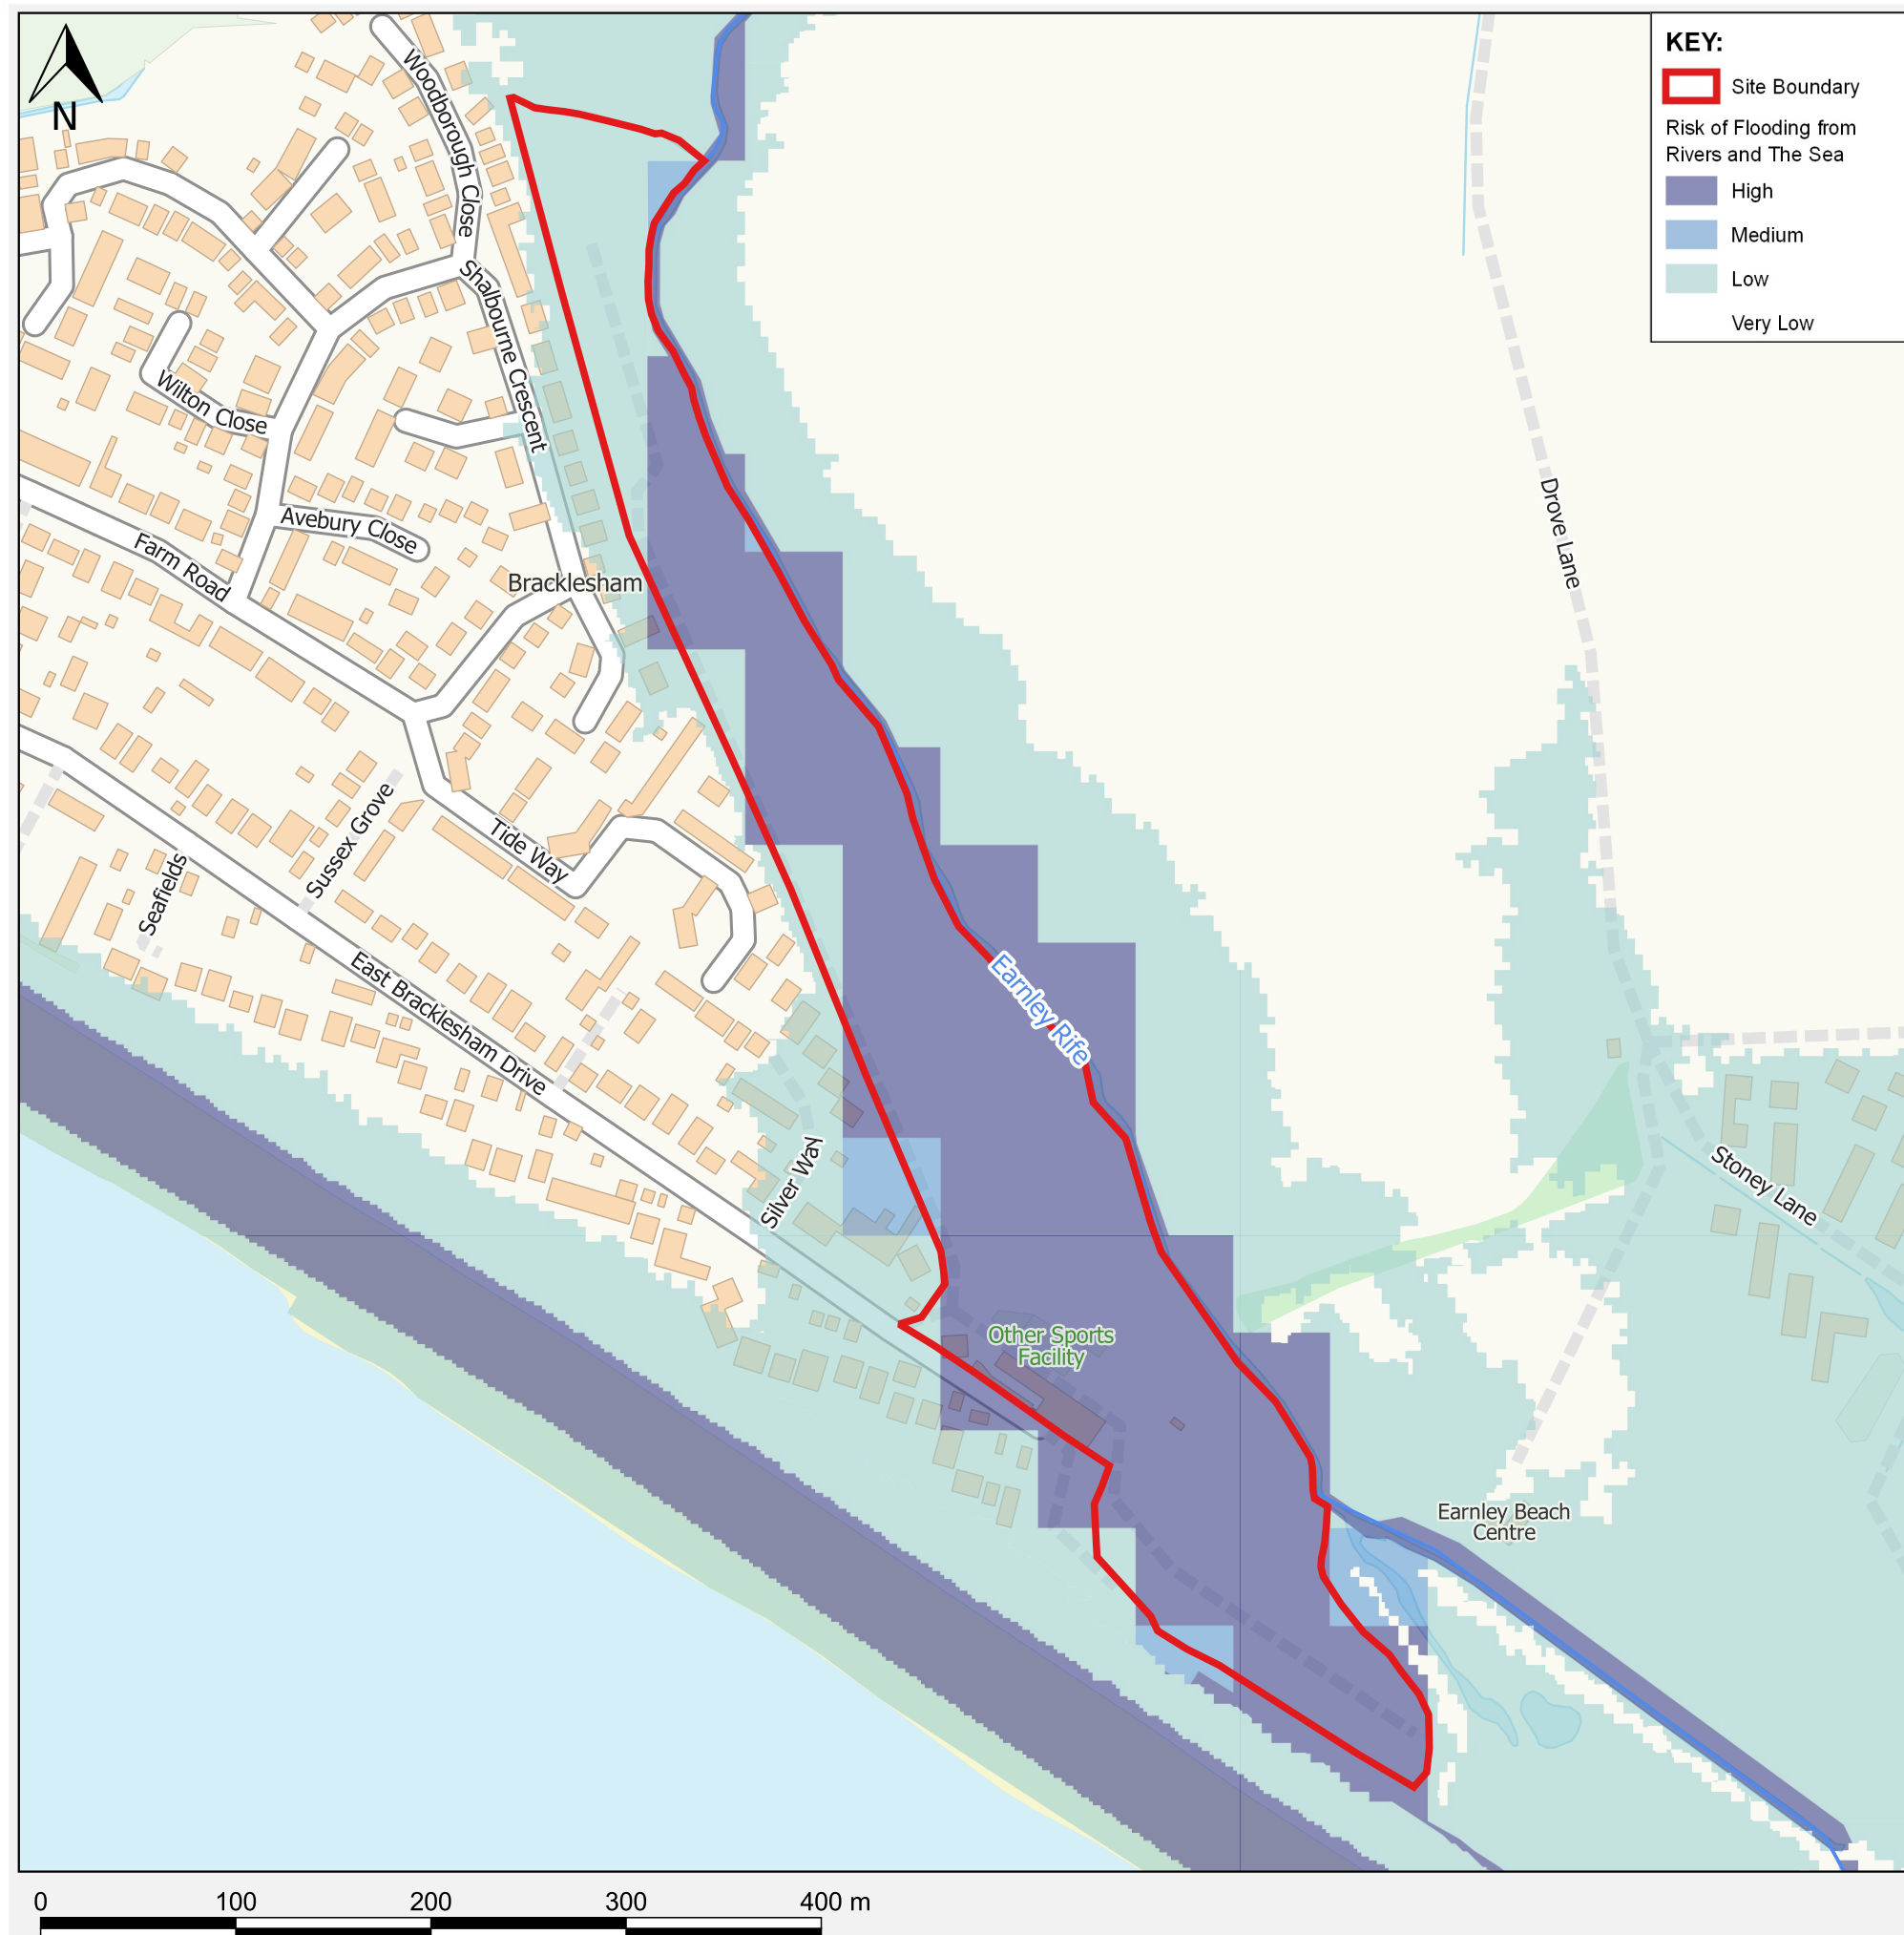 N
KEY:
Site Boundary
Risk of Flooding from
Rivers and The Sea
High
Medium
Low
Very Low
Woodborough Close
Shalbourne Crescent
Wilton Close
Avebury Close
Farm Road
Bracklesham
Drove Lane
Sussex Grove
Tide Way
Seafields
East Bracklesham Drive
Earnley Rife
Silver Way
Stoney Lane
Other Sports
Facility
Earnley Beach
Centre
0 100 200 300 400 m